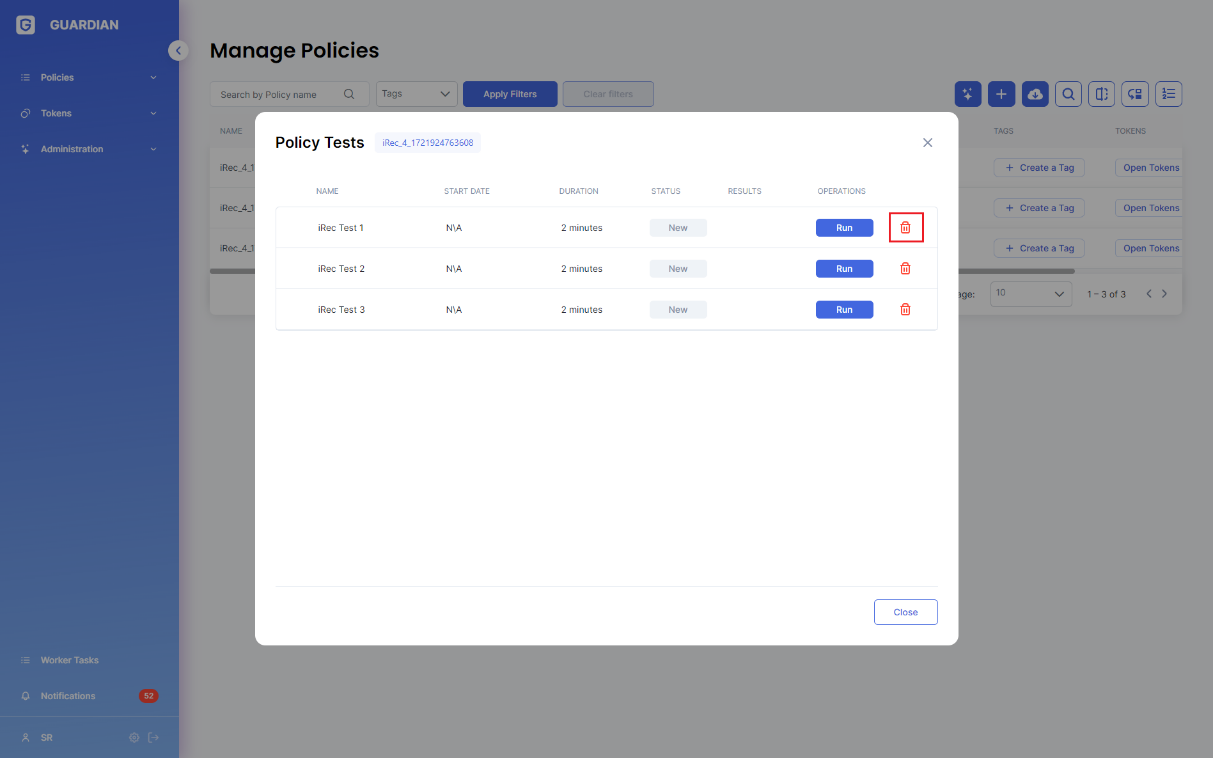 GUARDIAN
Policies
Tokens
Administration
Worker Tasks
Notifications
52
SR
Manage Policies
Search by Policy name
Tags
Apply Filters
Clear filters
NAME
TAGS
TOKENS
iRec_4_1
Create a Tag
Open Tokens
iRec_4_1
Create a Tag
Open Tokens
iRec_4_1
Create a Tag
Open Tokens
10
1 – 3 of 3
Policy Tests
iRec_4_1721924763608
NAME START DATE DURATION STATUS RESULTS OPERATIONS
iRec Test 1 N\A 2 minutes New Run
iRec Test 2 N\A 2 minutes New Run
iRec Test 3 N\A 2 minutes New Run
Close